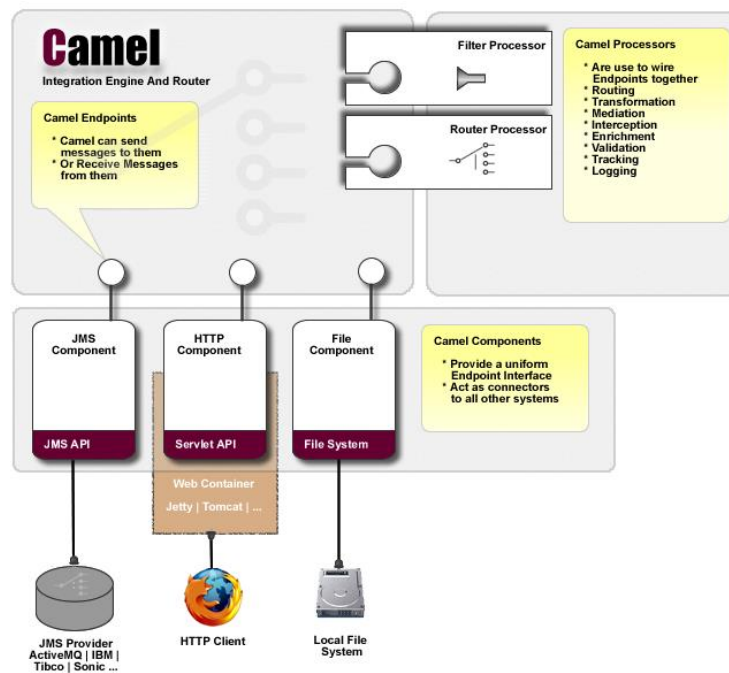 Camel
Integration Engine And Router
Camel Endpoints
* Camel can send
messages to them
* Or Receive Messages
from them
Filter Processor
Router Processor
Camel Processors
* Are use to wire
Endpoints together
* Routing
* Transformation
* Mediation
* Interception
* Enrichment
* Validation
* Tracking
* Logging
JMS
Component
JMS API
HTTP
Component
Servlet API
File
Component
File System
Camel Components
* Provide a uniform
Endpoint Interface
* Act as connectors
to all other systems
Web Container
Jetty | Tomcat | ...
JMS Provider
ActiveMQ | IBM |
Tibco | Sonic ...
HTTP Client
Local File
System